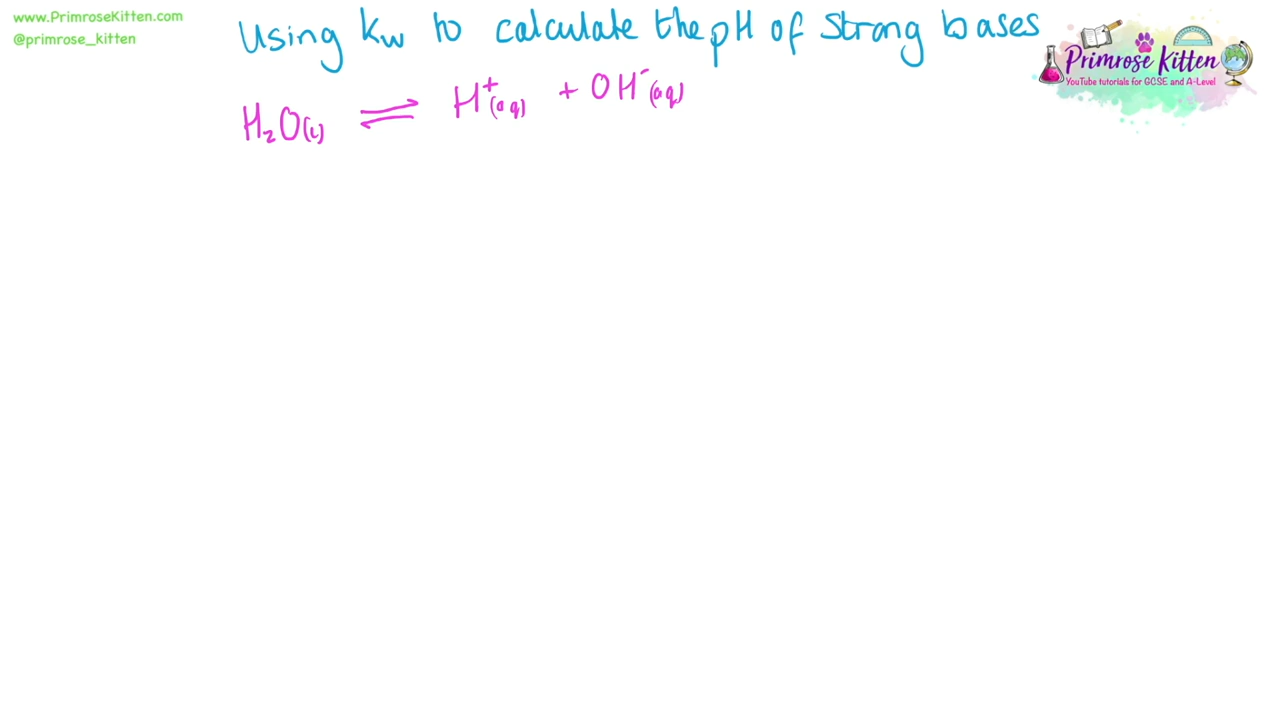 www.PrimroseKitten.com
@primrose_kitten
Using Kw to calculate the pH of strong bases
Primrose Kitten
YouTube tutorials for GCSE and A-Level
H₂O(l) ⇌ H⁺(aq) + OH⁻(aq)